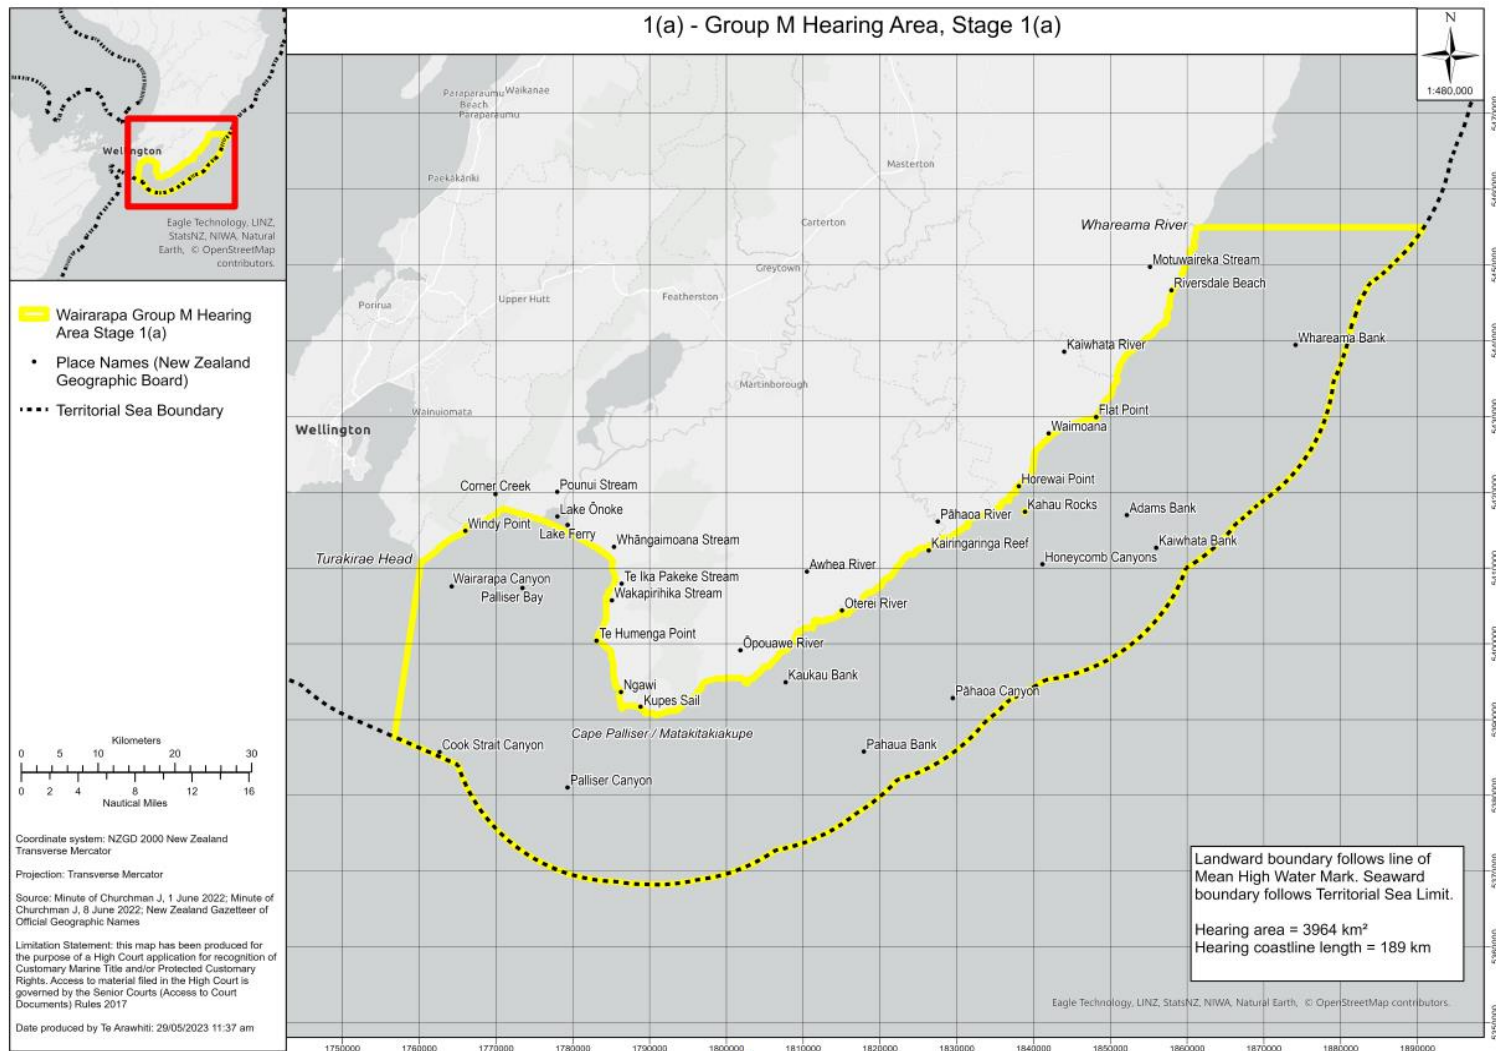 1(a) - Group M Hearing Area, Stage 1(a)
N
1:480,000
Wellington
Eagle Technology, LINZ,
StatsNZ, NIWA, Natural
Earth, © OpenStreetMap
contributors.
Wairarapa Group M Hearing
Area Stage 1(a)
Place Names (New Zealand
Geographic Board)
Territorial Sea Boundary
Kilometers
0 5 10 20 30
0 2 4 8 12 16
Nautical Miles
Coordinate system: NZGD 2000 New Zealand
Transverse Mercator
Projection: Transverse Mercator
Source: Minute of Churchman J, 1 June 2022; Minute of
Churchman J, 8 June 2022; New Zealand Gazetteer of
Official Geographic Names
Limitation Statement: this map has been produced for
the purpose of a High Court application for recognition of
Customary Marine Title and/or Protected Customary
Rights. Access to material filed in the High Court is
governed by the Senior Courts (Access to Court
Documents) Rules 2017
Date produced by Te Arawhiti: 29/05/2023 11:37 am
Paraparaumu
Beach
Waikanae
Paraparaumu
Paekākāriki
Masterton
Carterton
Whareama River
Motuwaireka Stream
Greytown
Riversdale Beach
Upper Hutt
Featherston
Porirua
Whareama Bank
Kaiwhata River
Martinborough
Wainuiomata
Flat Point
Wellington
Waimoana
Corner Creek
Pounui Stream
Horewai Point
Lake Ōnoke
Kahau Rocks
Adams Bank
Windy Point
Lake Ferry
Pāhaoa River
Whāngaimoana Stream
Kairingaringa Reef
Kaiwhata Bank
Turakirae Head
Honeycomb Canyons
Awhea River
Wairarapa Canyon
Te Ika Pakeke Stream
Palliser Bay
Wakapirihika Stream
Oterei River
Te Humenga Point
Ōpouawe River
Kaukau Bank
Ngawi
Kupes Sail
Pāhaoa Canyon
Cape Palliser / Matakitakiakupe
Cook Strait Canyon
Pahaua Bank
Palliser Canyon
Landward boundary follows line of
Mean High Water Mark. Seaward
boundary follows Territorial Sea Limit.
Hearing area = 3964 km²
Hearing coastline length = 189 km
Eagle Technology, LINZ, StatsNZ, NIWA, Natural Earth, © OpenStreetMap contributors.
5470000
5460000
5450000
5440000
5430000
5420000
5410000
5400000
5390000
5380000
5370000
5360000
5350000
1750000 1760000 1770000 1780000 1790000 1800000 1810000 1820000 1830000 1840000 1850000 1860000 1870000 1880000 1890000